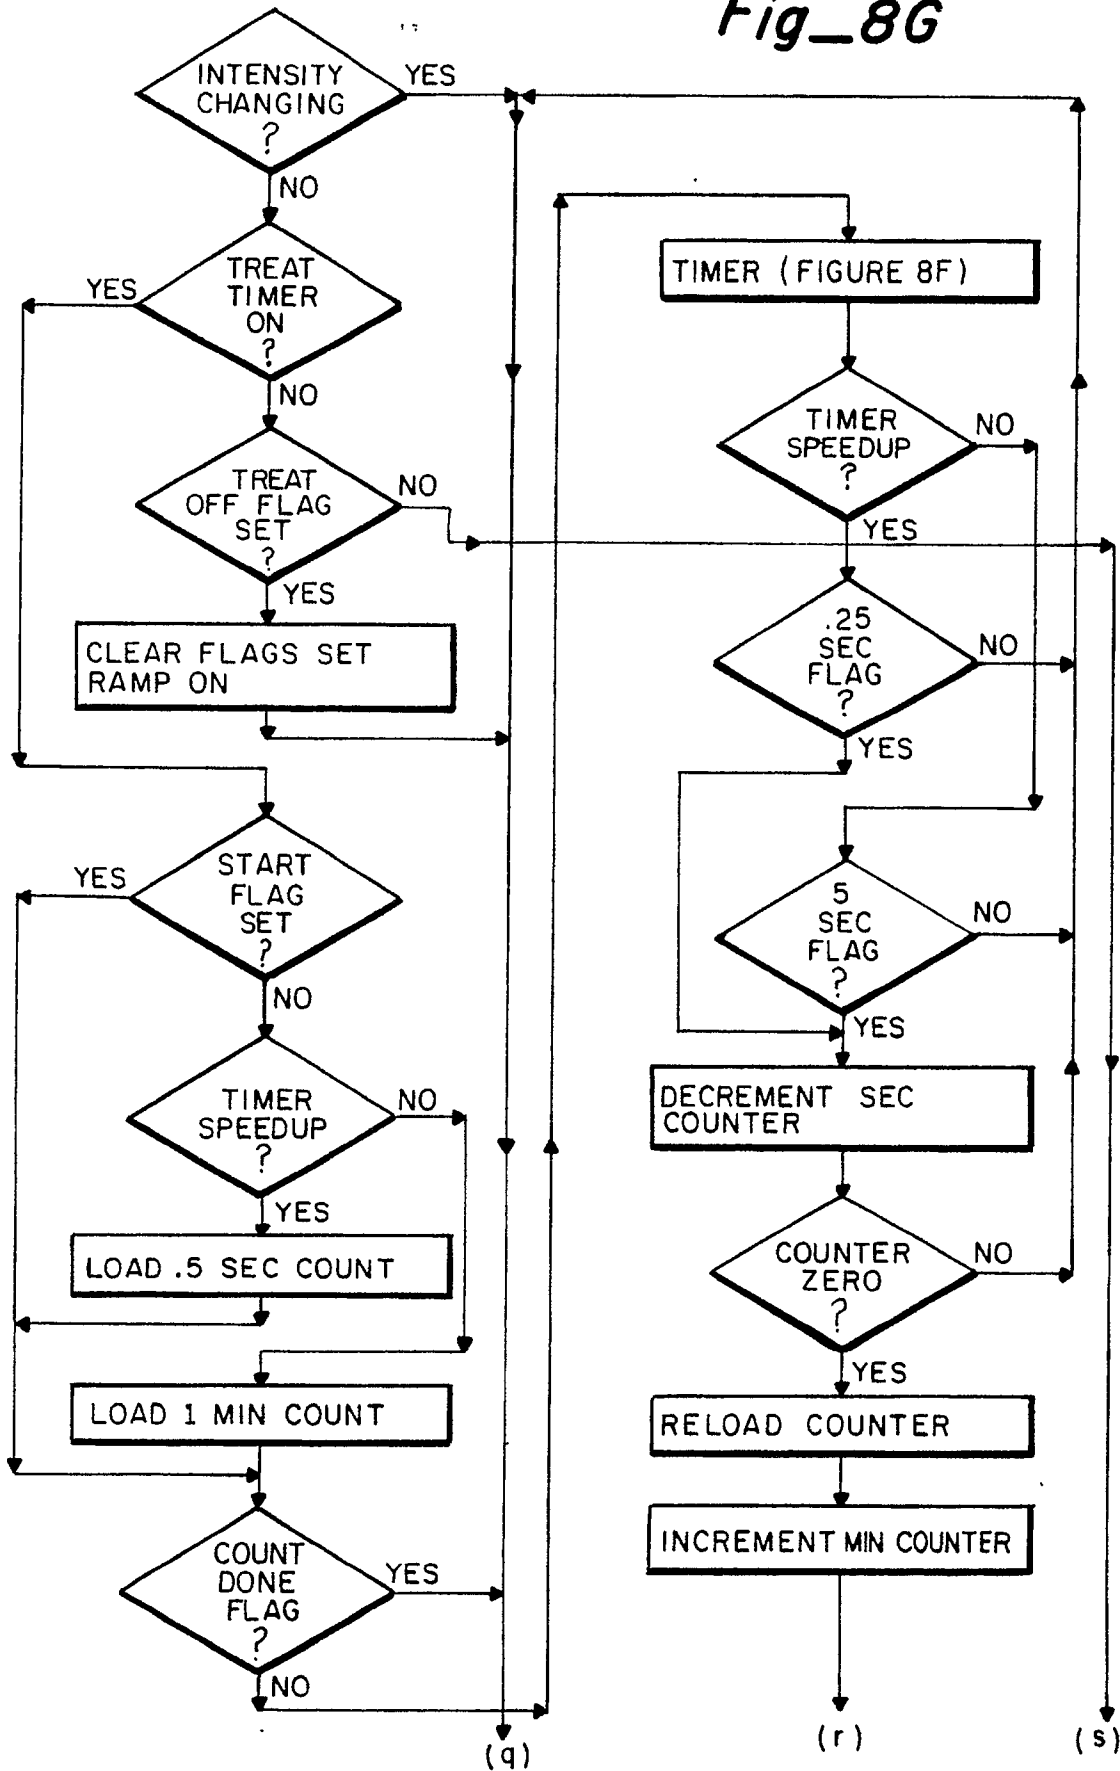 Fig_8G
INTENSITY
CHANGING
?
YES
NO
TREAT
TIMER
ON
?
YES
NO
TREAT
OFF FLAG
SET
?
NO
YES
CLEAR FLAGS SET
RAMP ON
START
FLAG
SET
?
YES
NO
TIMER
SPEEDUP
?
NO
YES
LOAD .5 SEC COUNT
LOAD 1 MIN COUNT
COUNT
DONE
FLAG
?
YES
NO
(q)
TIMER (FIGURE 8F)
TIMER
SPEEDUP
?
NO
YES
.25
SEC
FLAG
?
NO
YES
5
SEC
FLAG
?
NO
YES
DECREMENT SEC
COUNTER
COUNTER
ZERO
?
NO
YES
RELOAD COUNTER
INCREMENT MIN COUNTER
(r)
(s)